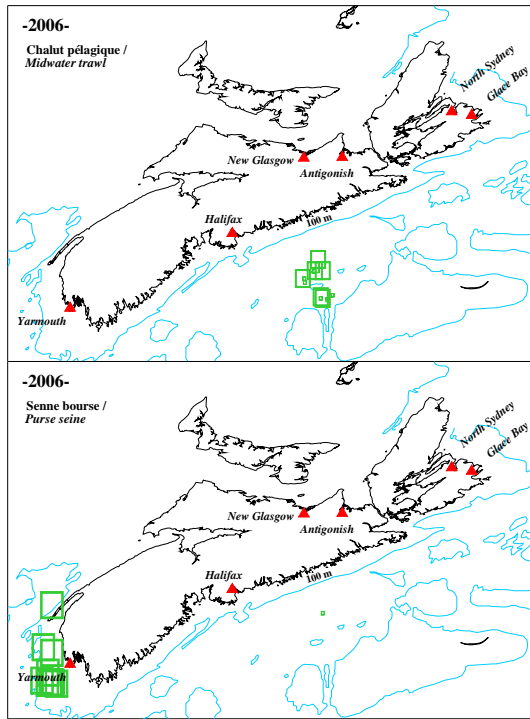 -2006-
Chalut pélagique /
Midwater trawl
North Sydney
Glace Bay
New Glasgow
Antigonish
Halifax
100 m
Yarmouth
-2006-
Senne bourse /
Purse seine
North Sydney
Glace Bay
New Glasgow
Antigonish
Halifax
100 m
Yarmouth